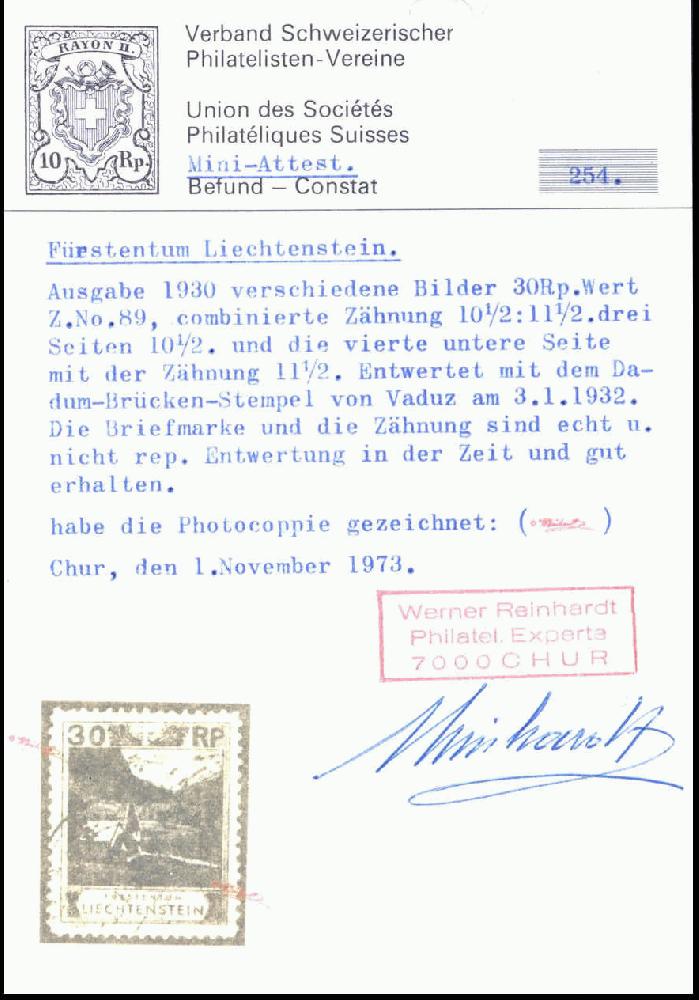 RAYON II.
10 Rp.
Verband Schweizerischer
Philatelisten-Vereine
Union des Sociétés
Philatéliques Suisses
Mini-Attest.
Befund – Constat
254.
Fürstentum Liechtenstein.
Ausgabe 1930 verschiedene Bilder 30Rp.Wert
Z.No.89, combinierte Zähnung 10½:11½.drei
Seiten 10½. und die vierte untere Seite
mit der Zähnung 11½. Entwertet mit dem Da-
dum-Brücken-Stempel von Vaduz am 3.1.1932.
Die Briefmarke und die Zähnung sind echt u.
nicht rep. Entwertung in der Zeit und gut
erhalten.
habe die Photocoppie gezeichnet: ( )
Chur, den 1.November 1973.
Werner Reinhardt
Philatel. Experte
7000 CHUR
Reinhardt
30 RP
FÜRSTENTUM
LIECHTENSTEIN